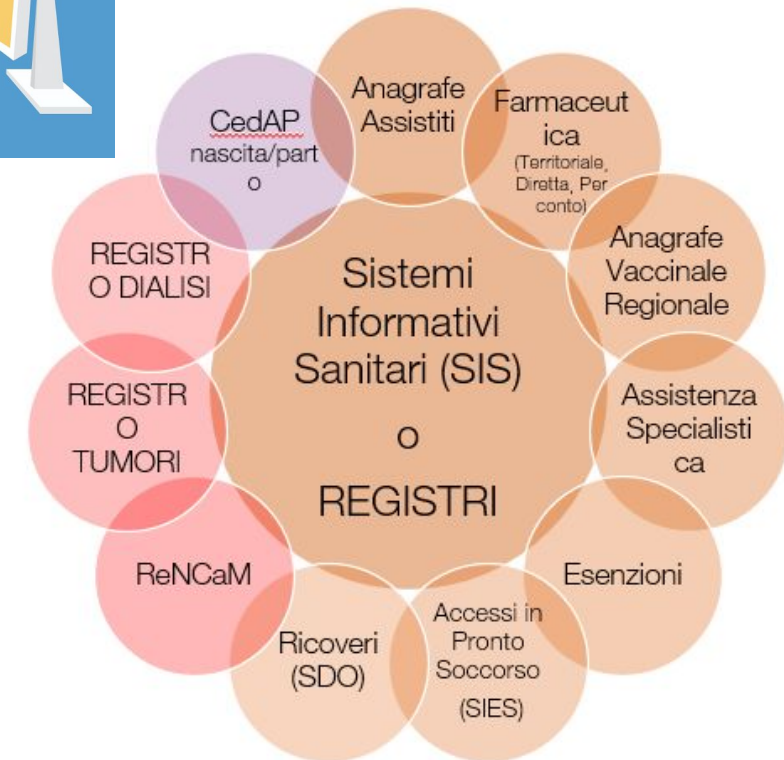 Anagrafe
Assistiti
Farmaceut
ica
(Territoriale,
Diretta, Per
conto)
Anagrafe
Vaccinale
Regionale
Assistenza
Specialisti
ca
Esenzioni
Accessi in
Pronto
Soccorso
(SIES)
Ricoveri
(SDO)
ReNCaM
REGISTR
O
TUMORI
REGISTR
O DIALISI
CedAP
nascita/part
o
Sistemi
Informativi
Sanitari (SIS)
o
REGISTRI